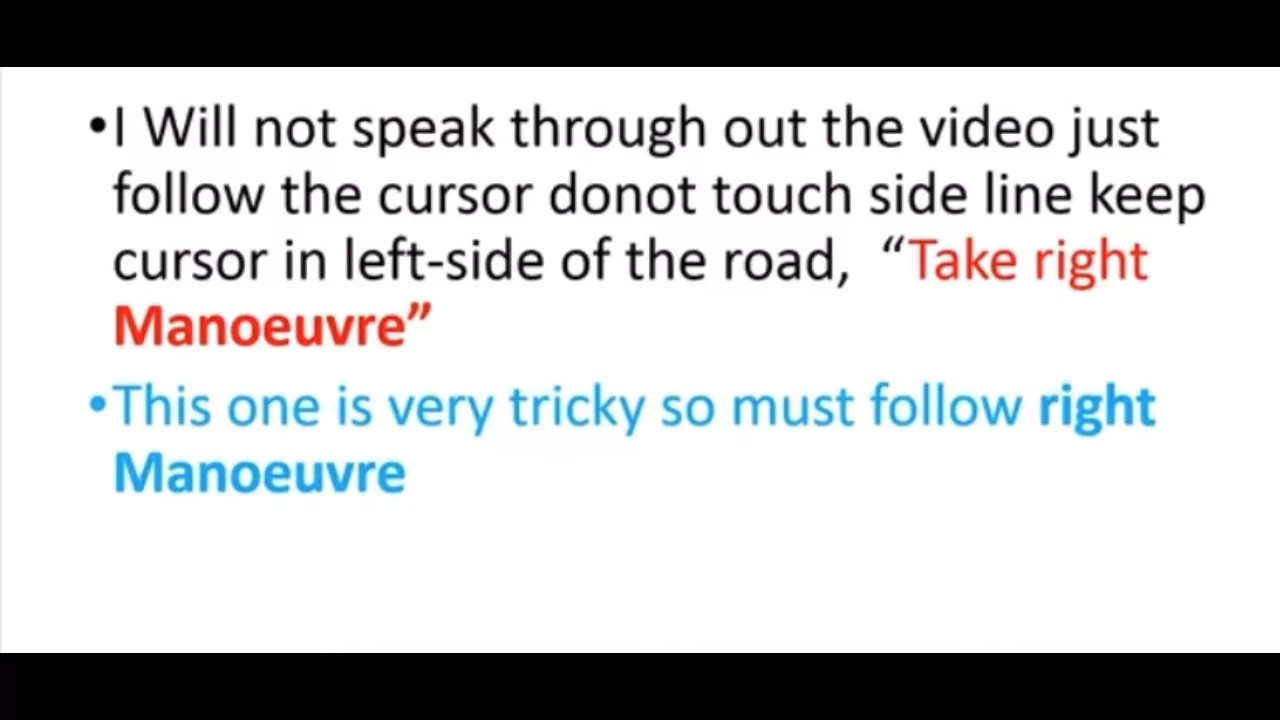 •I Will not speak through out the video just
follow the cursor donot touch side line keep
cursor in left-side of the road, “Take right
Manoeuvre”
•This one is very tricky so must follow right
Manoeuvre